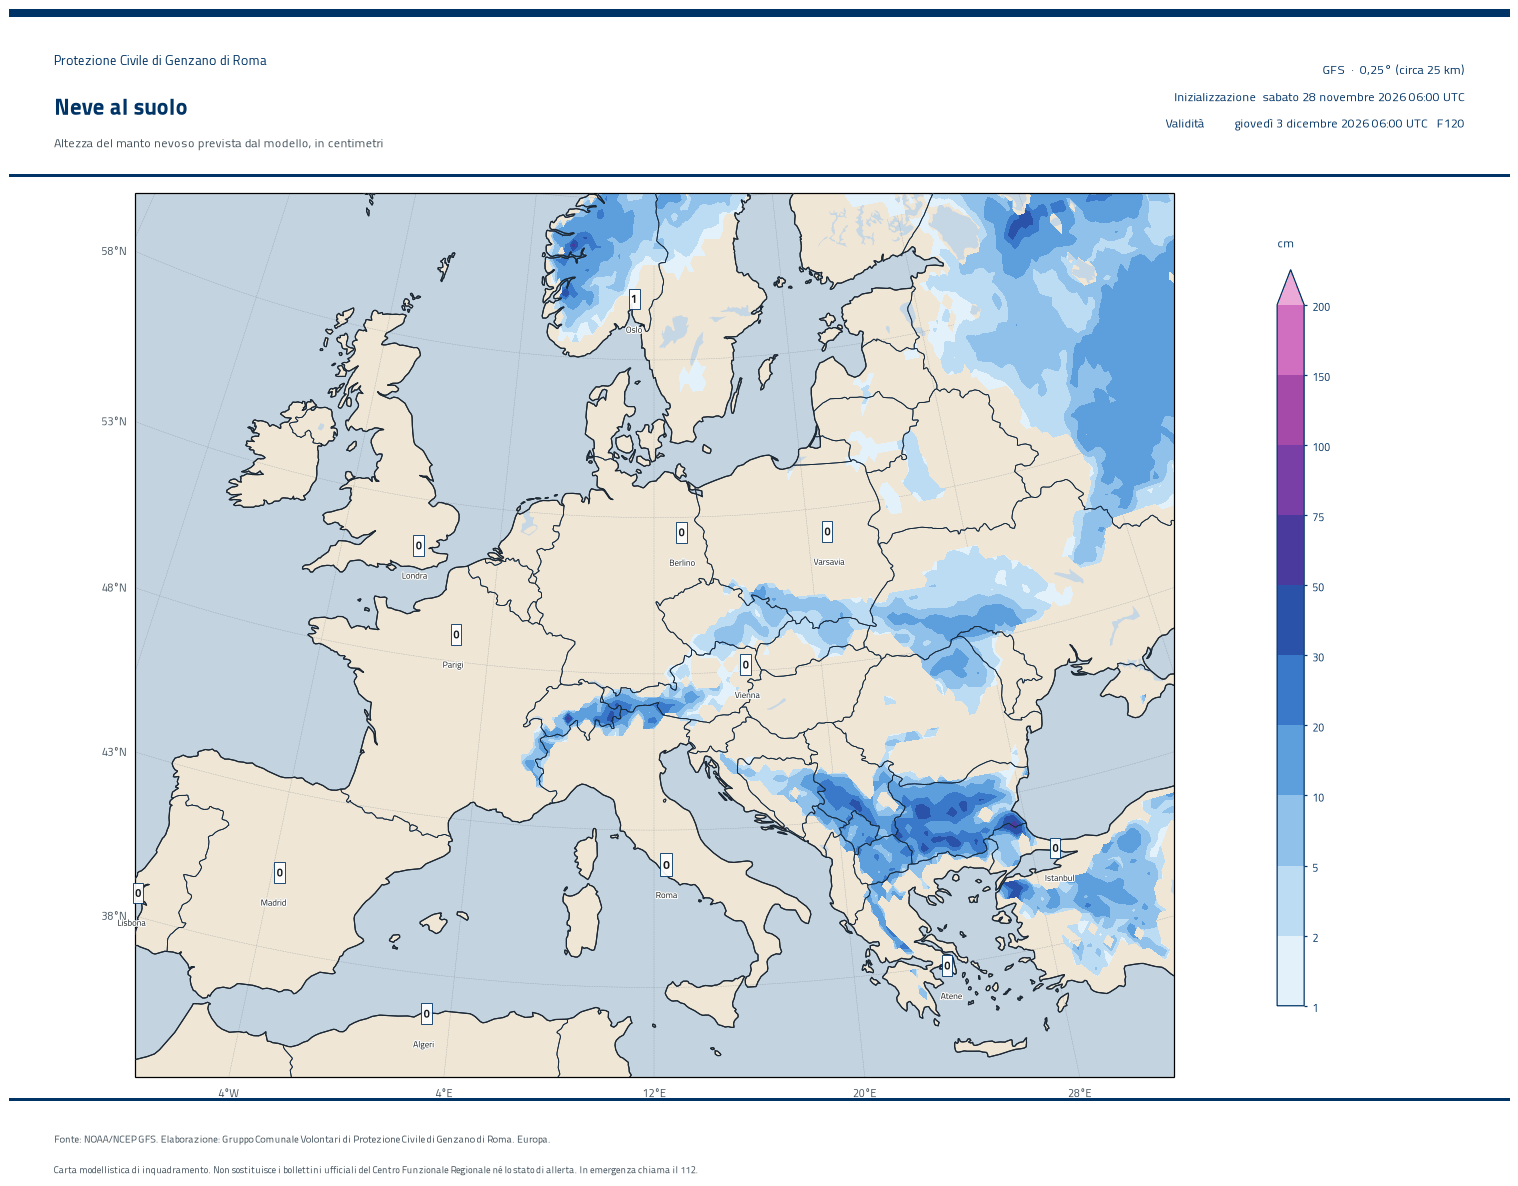 Protezione Civile di Genzano di Roma
Neve al suolo
Altezza del manto nevoso prevista dal modello, in centimetri
GFS · 0,25° (circa 25 km)
Inizializzazione sabato 28 novembre 2026 06:00 UTC
Validità giovedì 3 dicembre 2026 06:00 UTC F120
58°N
53°N
48°N
43°N
38°N
4°W
4°E
12°E
20°E
28°E
1
Oslo
0
Londra
0
Berlino
0
Varsavia
0
Parigi
0
Vienna
0
Madrid
0
Lisbona
0
Roma
0
Istanbul
0
Atene
0
Algeri
cm
200
150
100
75
50
30
20
10
5
2
1
Fonte: NOAA/NCEP GFS. Elaborazione: Gruppo Comunale Volontari di Protezione Civile di Genzano di Roma. Europa.
Carta modellistica di inquadramento. Non sostituisce i bollettini ufficiali del Centro Funzionale Regionale né lo stato di allerta. In emergenza chiama il 112.